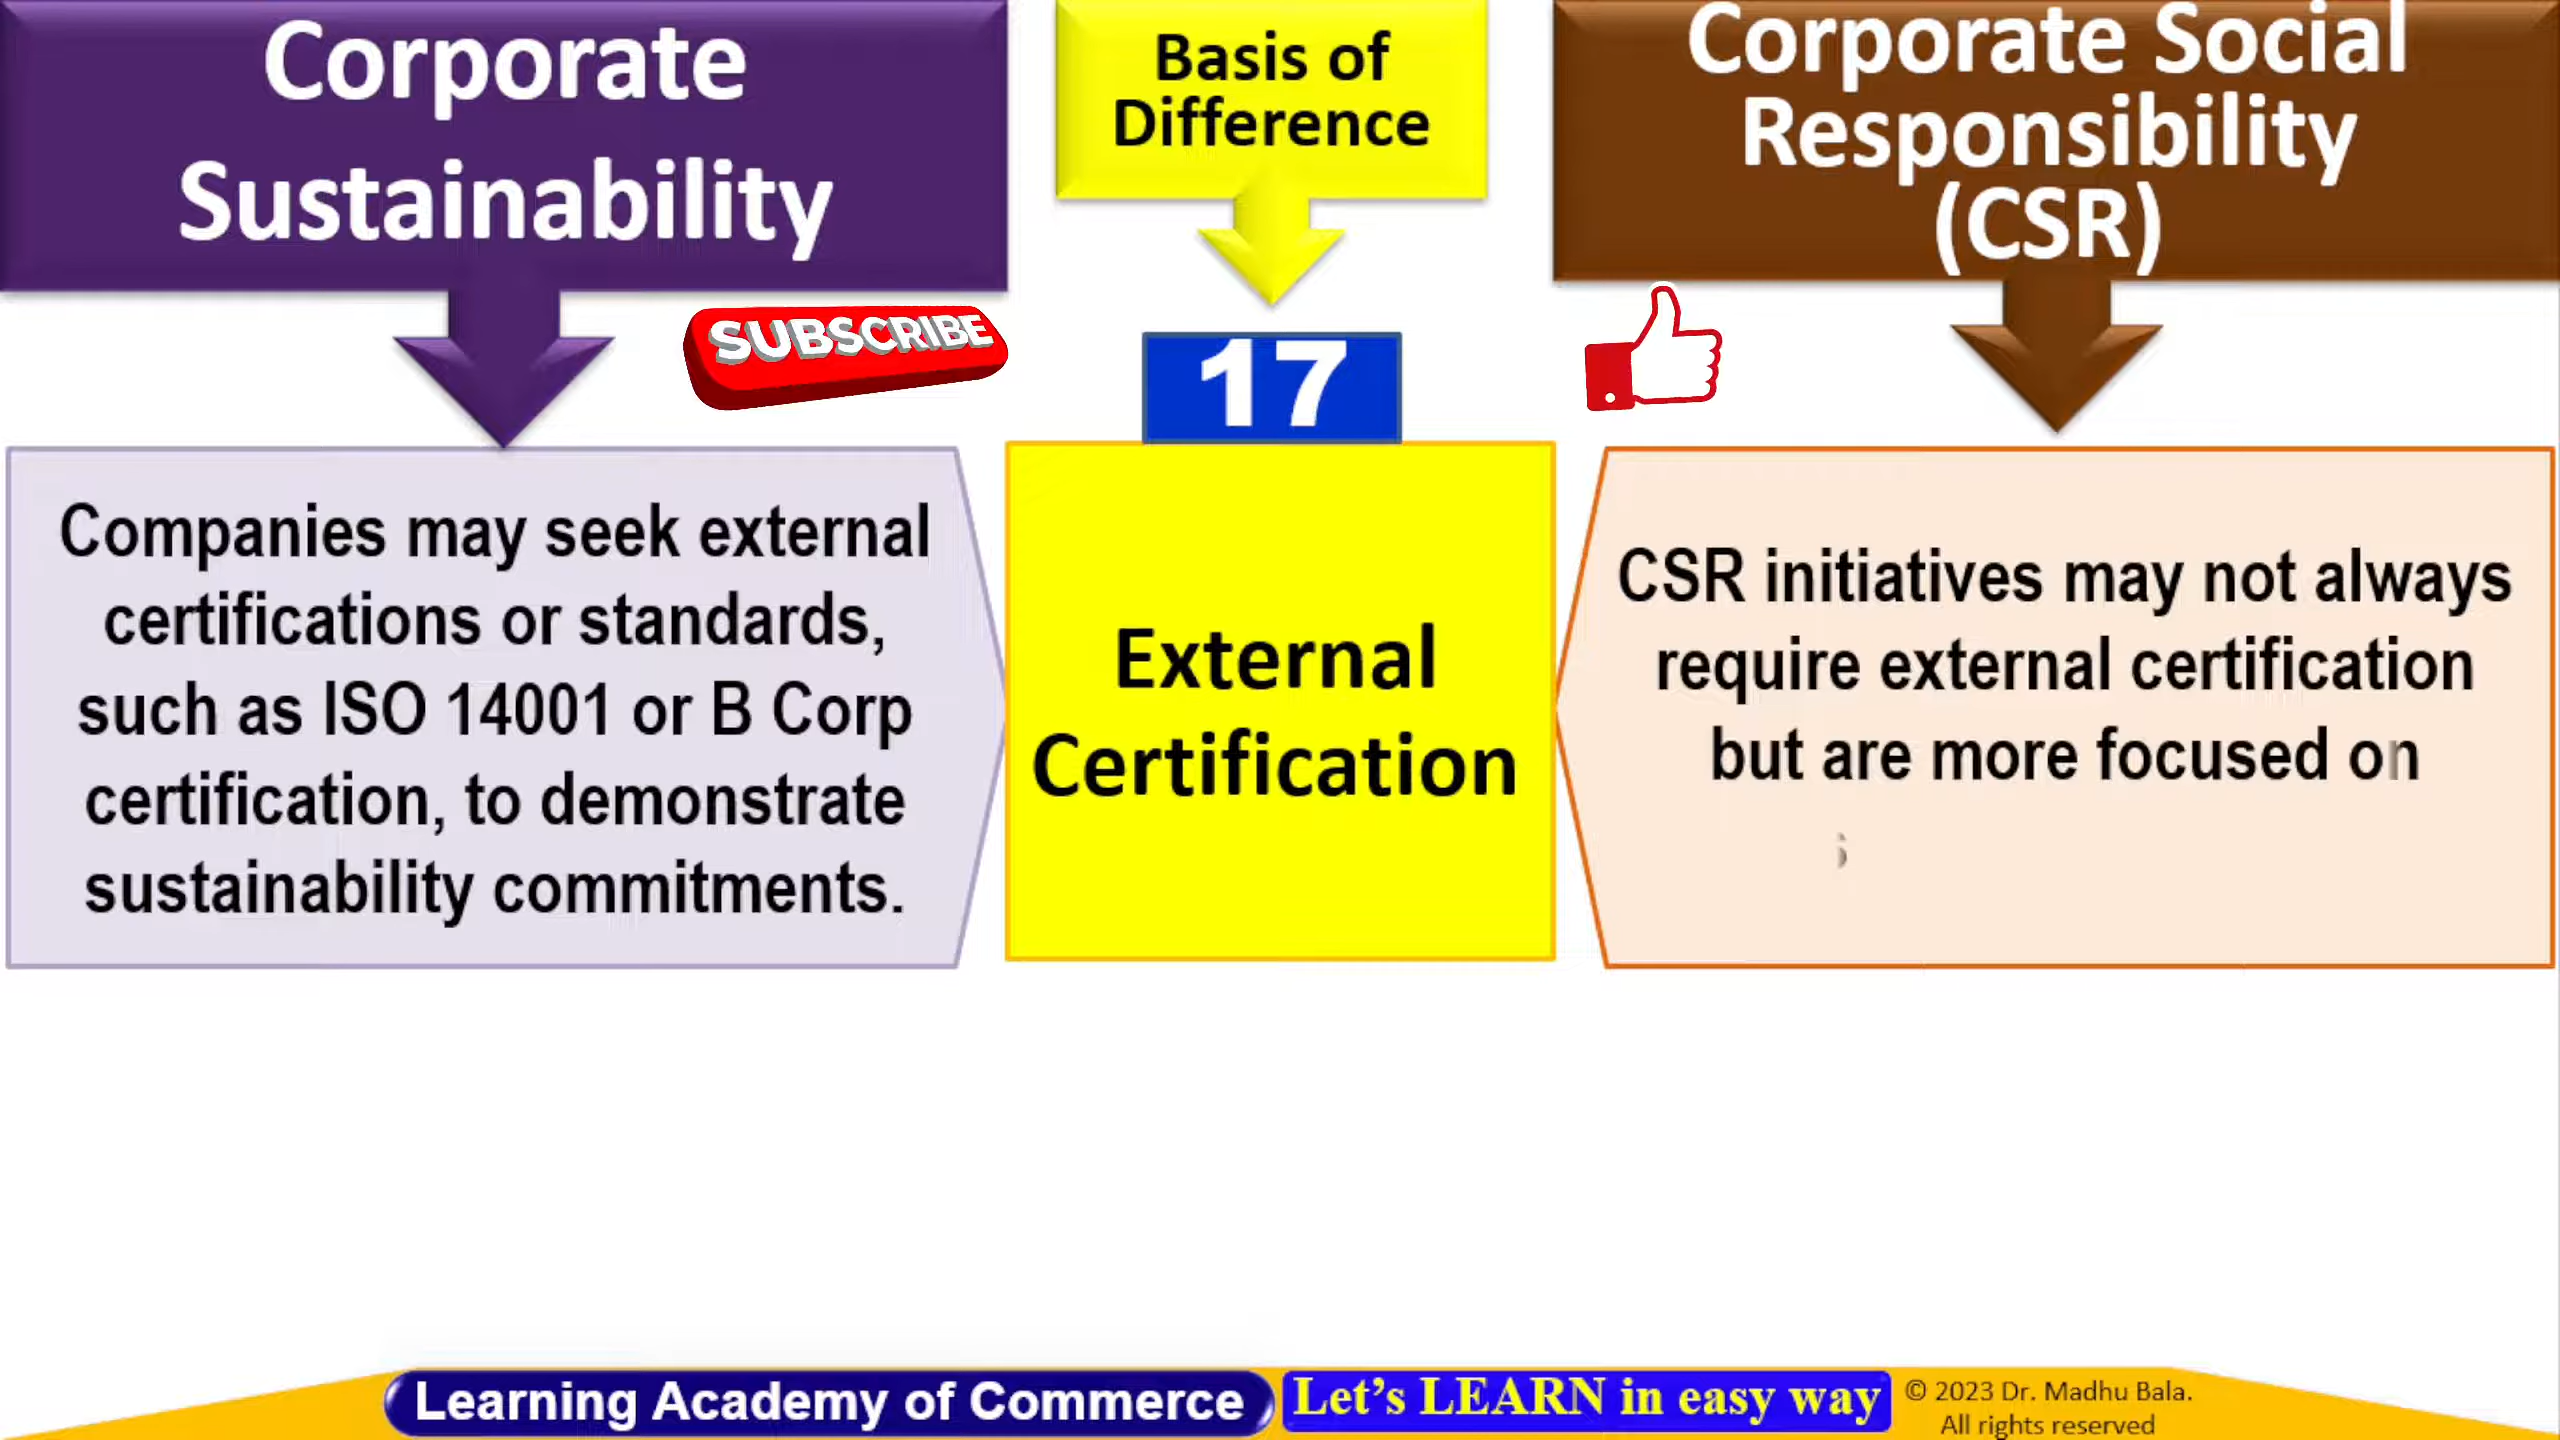 Corporate
Sustainability
Basis of
Difference
Corporate Social
Responsibility
(CSR)
SUBSCRIBE
17
Companies may seek external
certifications or standards,
such as ISO 14001 or B Corp
certification, to demonstrate
sustainability commitments.
External
Certification
CSR initiatives may not always
require external certification
but are more focused on
Learning Academy of Commerce
Let's LEARN in easy way
© 2023 Dr. Madhu Bala.
All rights reserved